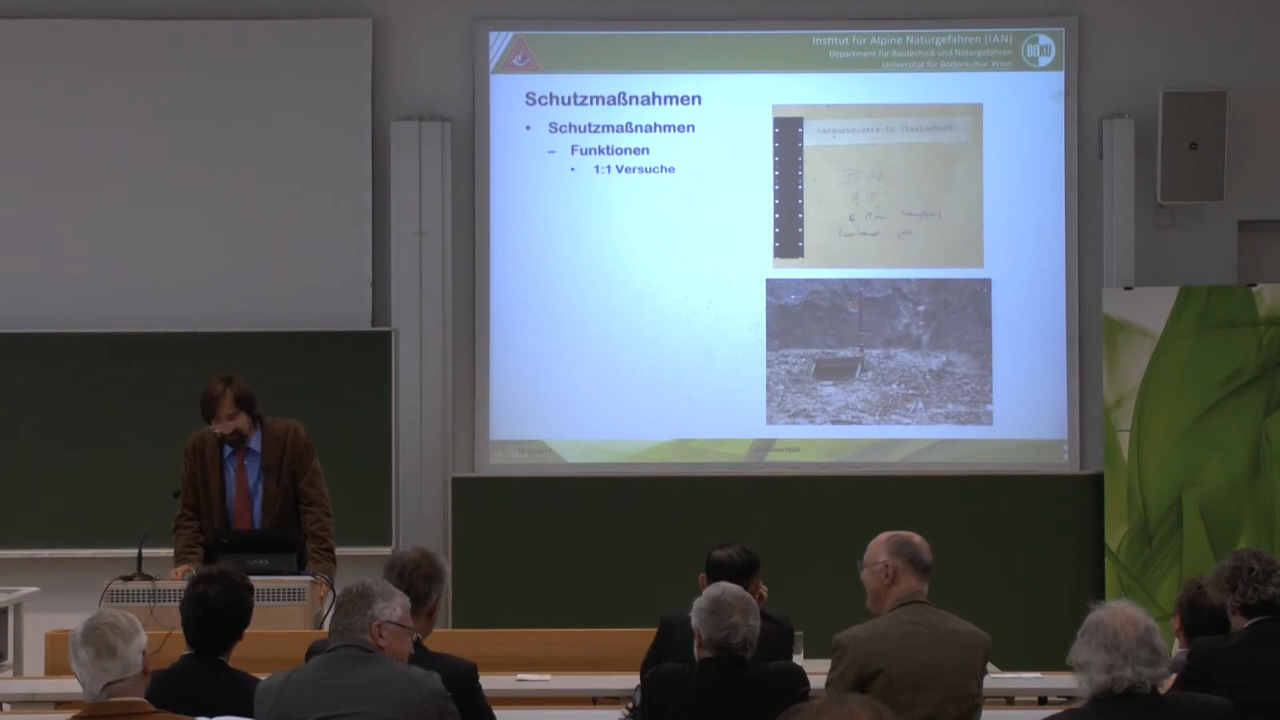 Institut für Alpine Naturgefahren (IAN)
Department für Bautechnik und Naturgefahren
Universität für Bodenkultur Wien
BOKU
Schutzmaßnahmen
• Schutzmaßnahmen
– Funktionen
• 1:1 Versuche
VAIO